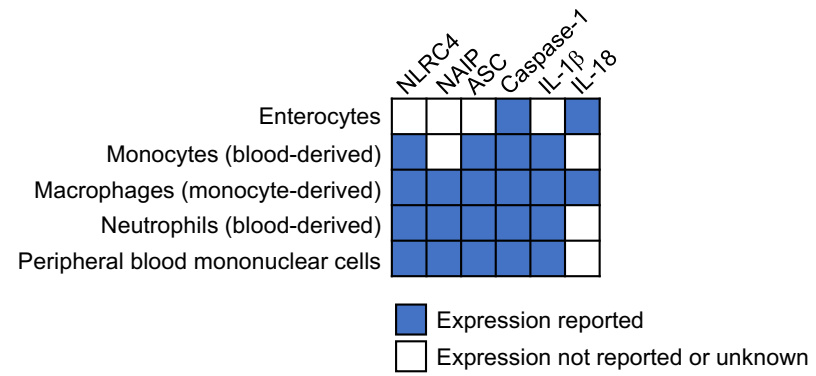 NLRC4
NAIP
ASC
Caspase-1
IL-1β
IL-18
Enterocytes
Monocytes (blood-derived)
Macrophages (monocyte-derived)
Neutrophils (blood-derived)
Peripheral blood mononuclear cells
Expression reported
Expression not reported or unknown